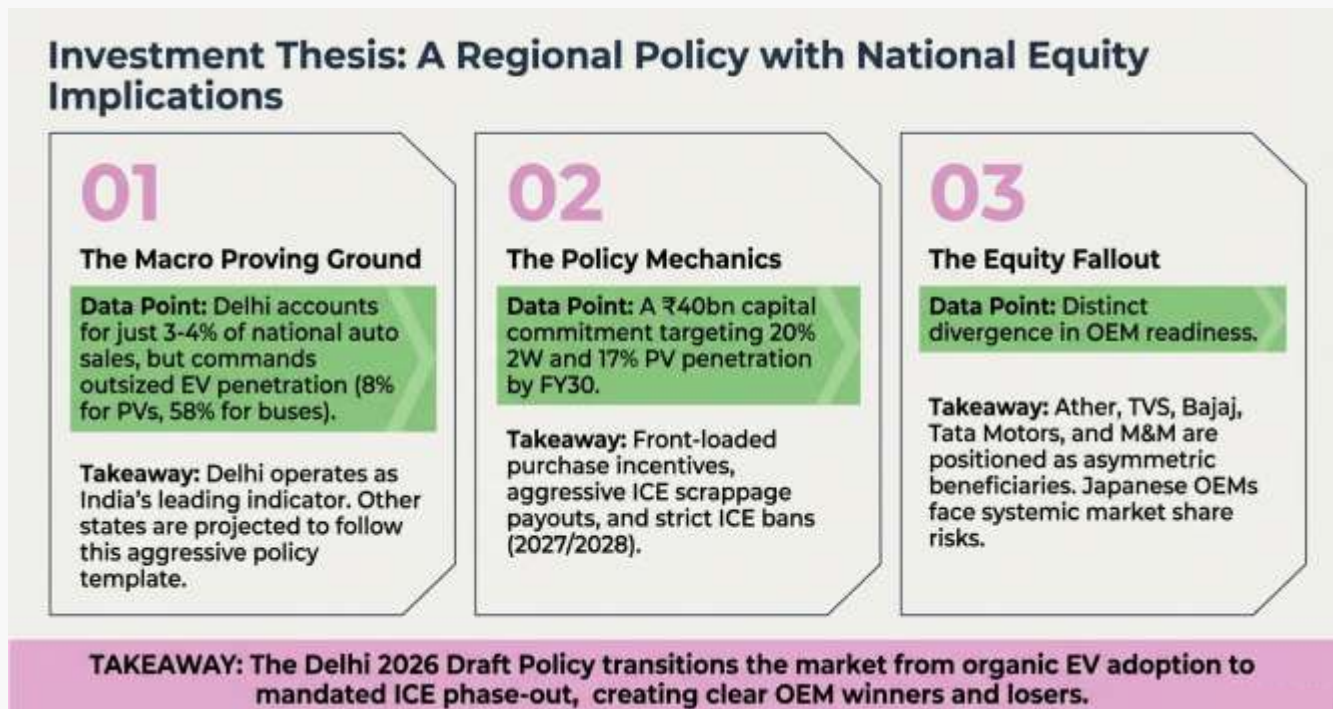 Investment Thesis: A Regional Policy with National Equity
Implications
01
The Macro Proving Ground
Data Point: Delhi accounts
for just 3-4% of national auto
sales, but commands
outsized EV penetration (8%
for PVs, 58% for buses).
Takeaway: Delhi operates as
India's leading indicator. Other
states are projected to follow
this aggressive policy
template.
02
The Policy Mechanics
Data Point: A ₹40bn capital
commitment targeting 20%
2W and 17% PV penetration
by FY30.
Takeaway: Front-loaded
purchase incentives,
aggressive ICE scrappage
payouts, and strict ICE bans
(2027/2028).
03
The Equity Fallout
Data Point: Distinct
divergence in OEM readiness.
Takeaway: Ather, TVS, Bajaj,
Tata Motors, and M&M are
positioned as asymmetric
beneficiaries. Japanese OEMs
face systemic market share
risks.
TAKEAWAY: The Delhi 2026 Draft Policy transitions the market from organic EV adoption to
mandated ICE phase-out, creating clear OEM winners and losers.